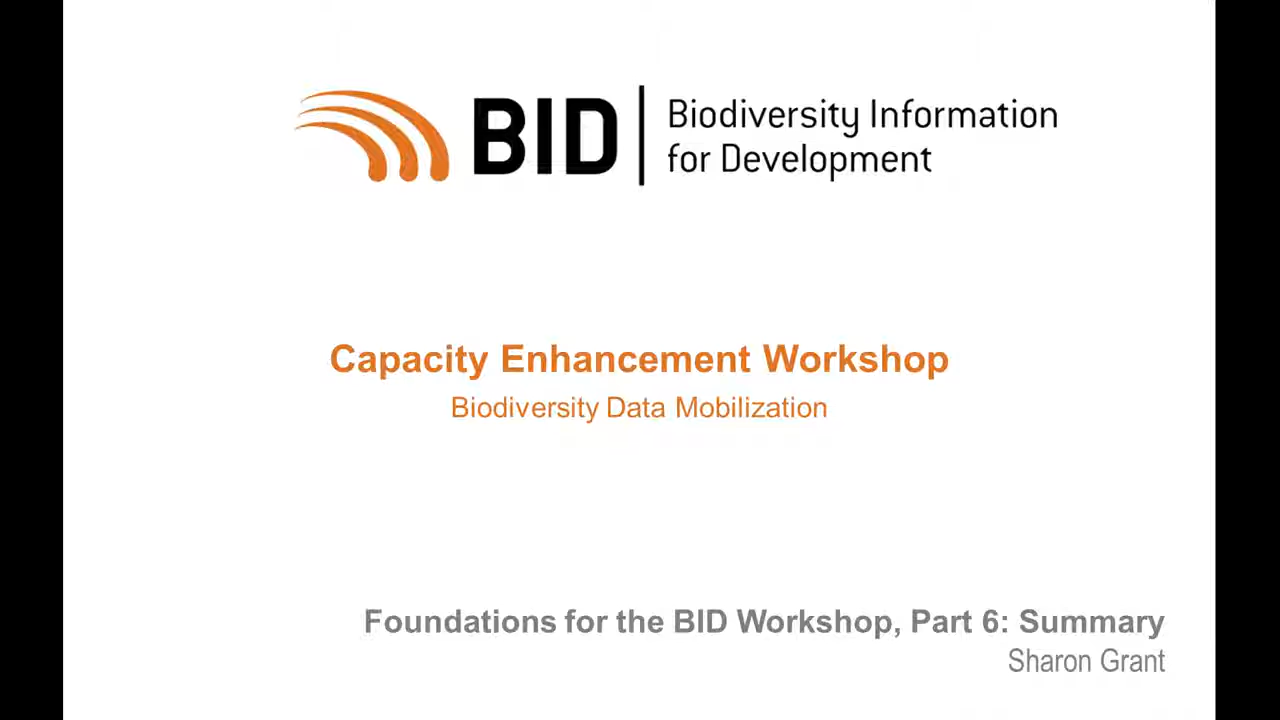 BID
Biodiversity Information
for Development
Capacity Enhancement Workshop
Biodiversity Data Mobilization
Foundations for the BID Workshop, Part 6: Summary
Sharon Grant